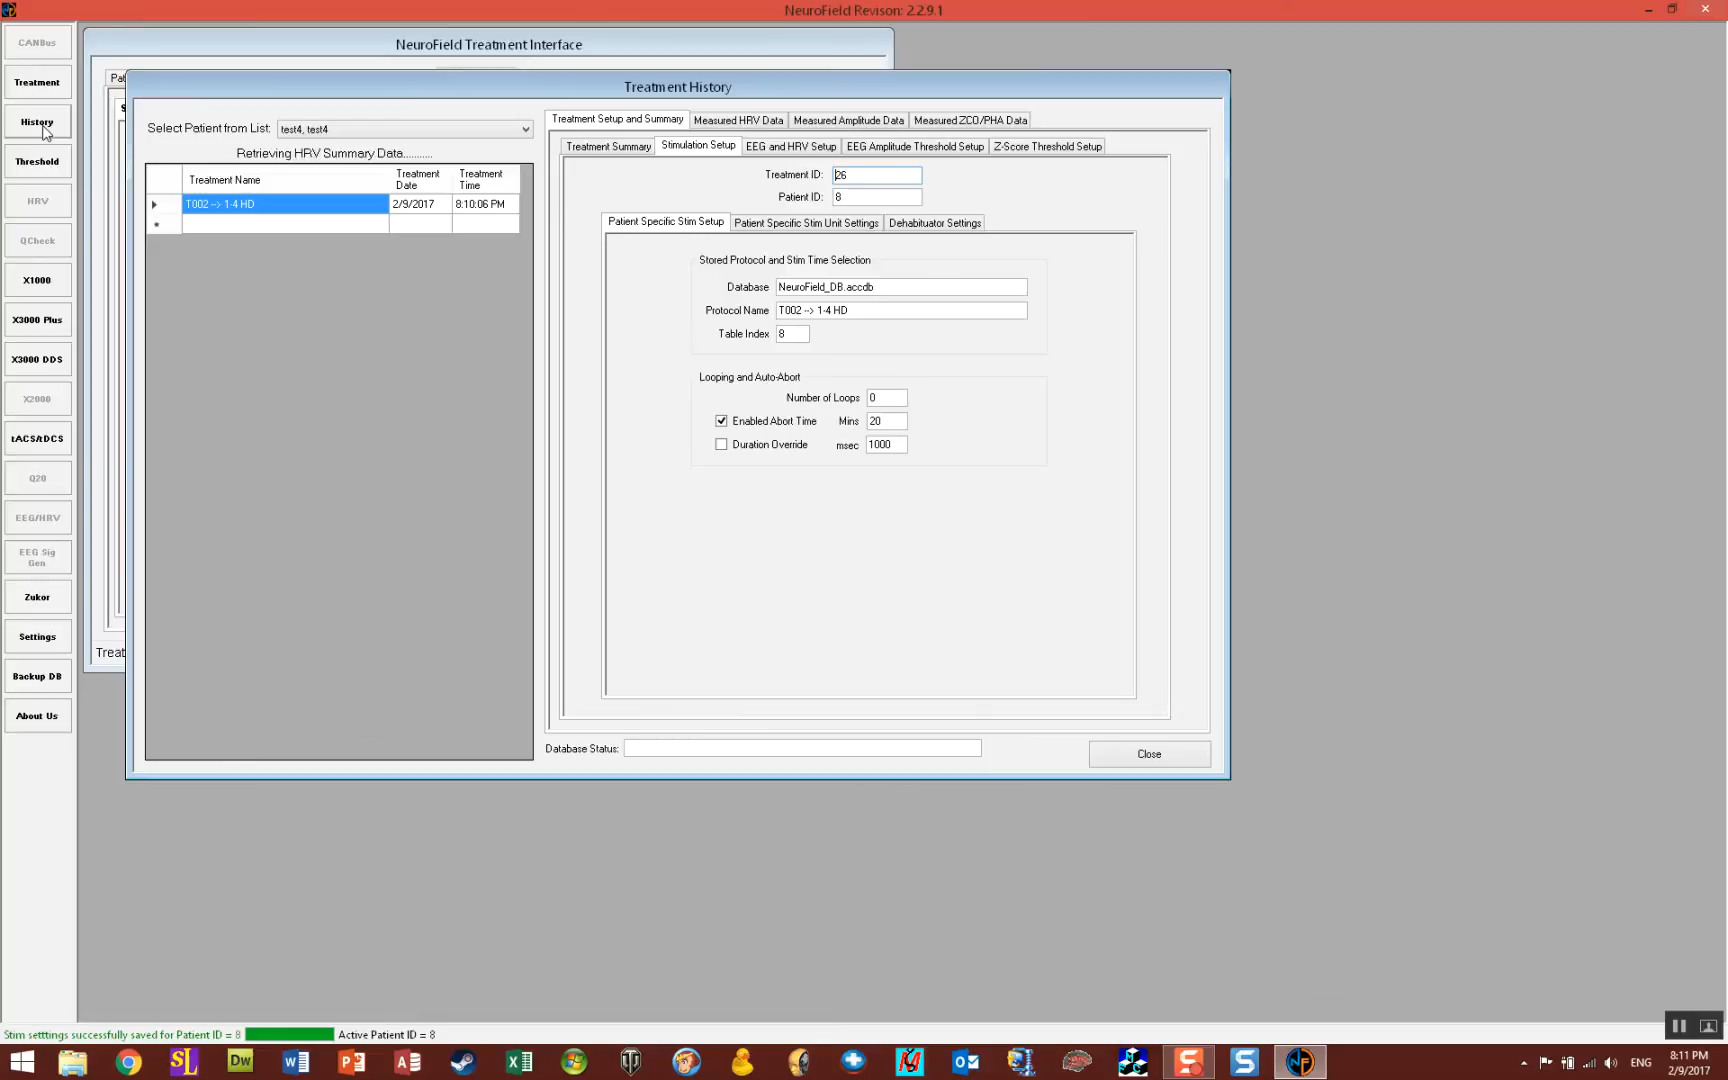 NeuroField Revison: 2.2.9.1
CANBus
Treatment
History
Threshold
HRV
QCheck
X1000
X3000 Plus
X3000 DDS
X2000
tACS/tDCS
Q20
EEG/HRV
EEG Sig
Gen
Zukor
Settings
Backup DB
About Us
NeuroField Treatment Interface
Pat
S
Treat
Treatment History
Select Patient from List: test4, test4
Retrieving HRV Summary Data..........
Treatment Name Treatment Date Treatment Time
T002 --> 1-4 HD 2/9/2017 8:10:06 PM
Treatment Setup and Summary Measured HRV Data Measured Amplitude Data Measured ZCO/PHA Data
Treatment Summary Stimulation Setup EEG and HRV Setup EEG Amplitude Threshold Setup Z-Score Threshold Setup
Treatment ID: 26
Patient ID: 8
Patient Specific Stim Setup Patient Specific Stim Unit Settings Dehabituator Settings
Stored Protocol and Stim Time Selection
Database NeuroField_DB.accdb
Protocol Name T002 --> 1-4 HD
Table Index 8
Looping and Auto-Abort
Number of Loops 0
Enabled Abort Time Mins 20
Duration Override msec 1000
Database Status:
Close
Stim setttings successfully saved for Patient ID = 8 Active Patient ID = 8
SL
Dw
ENG
8:11 PM
2/9/2017